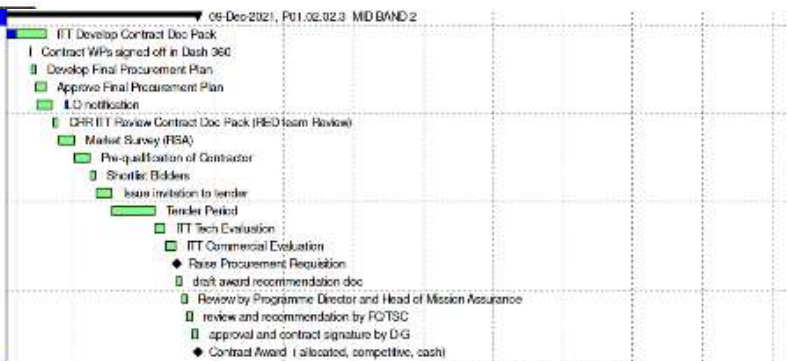 09-Dec-2021, P01.02.02.3 MID BAND 2
ITT Develop Contract Doc Pack
Contract WPs signed off in Dash 360
Develop Final Procurement Plan
Approve Final Procurement Plan
ILO notification
CRR ITT Review Contract Doc Pack (RED team Review)
Market Survey (RSA)
Pre-qualification of Contractor
Shortlist Bidders
Issue invitation to tender
Tender Period
ITT Tech Evaluation
ITT Commercial Evaluation
Raise Procurement Requisition
draft award recommendation doc
Review by Programme Director and Head of Mission Assurance
review and recommendation by FC/TSC
approval and contract signature by D-G
Contract Award ( allocated, competitive, cash)